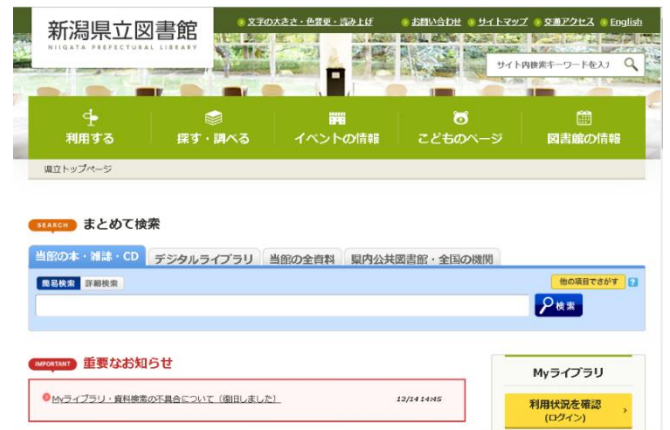 新潟県立図書館
NIIGATA PREFECTURAL LIBRARY
文字の大きさ・色変更・読み上げ
お問い合わせ
サイトマップ
交通アクセス
English
サイト内検索キーワードを入力
利用する
探す・調べる
イベントの情報
こどものページ
図書館の情報
県立トップページ
SEARCH まとめて検索
当館の本・雑誌・CD
デジタルライブラリ
当館の全資料
県内公共図書館・全国の機関
簡易検索 詳細検索
他の項目でさがす ?
検索
IMPORTANT 重要なお知らせ
Myライブラリ・資料検索の不具合について（復旧しました） 12/14 14:45
Myライブラリ
利用状況を確認
(ログイン)